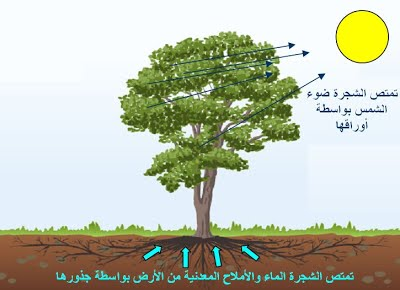 تمتص الشجرة ضوء
الشمس بواسطة
أوراقها
تمتص الشجرة الماء والأملاح المعدنية من الأرض بواسطة جذورها